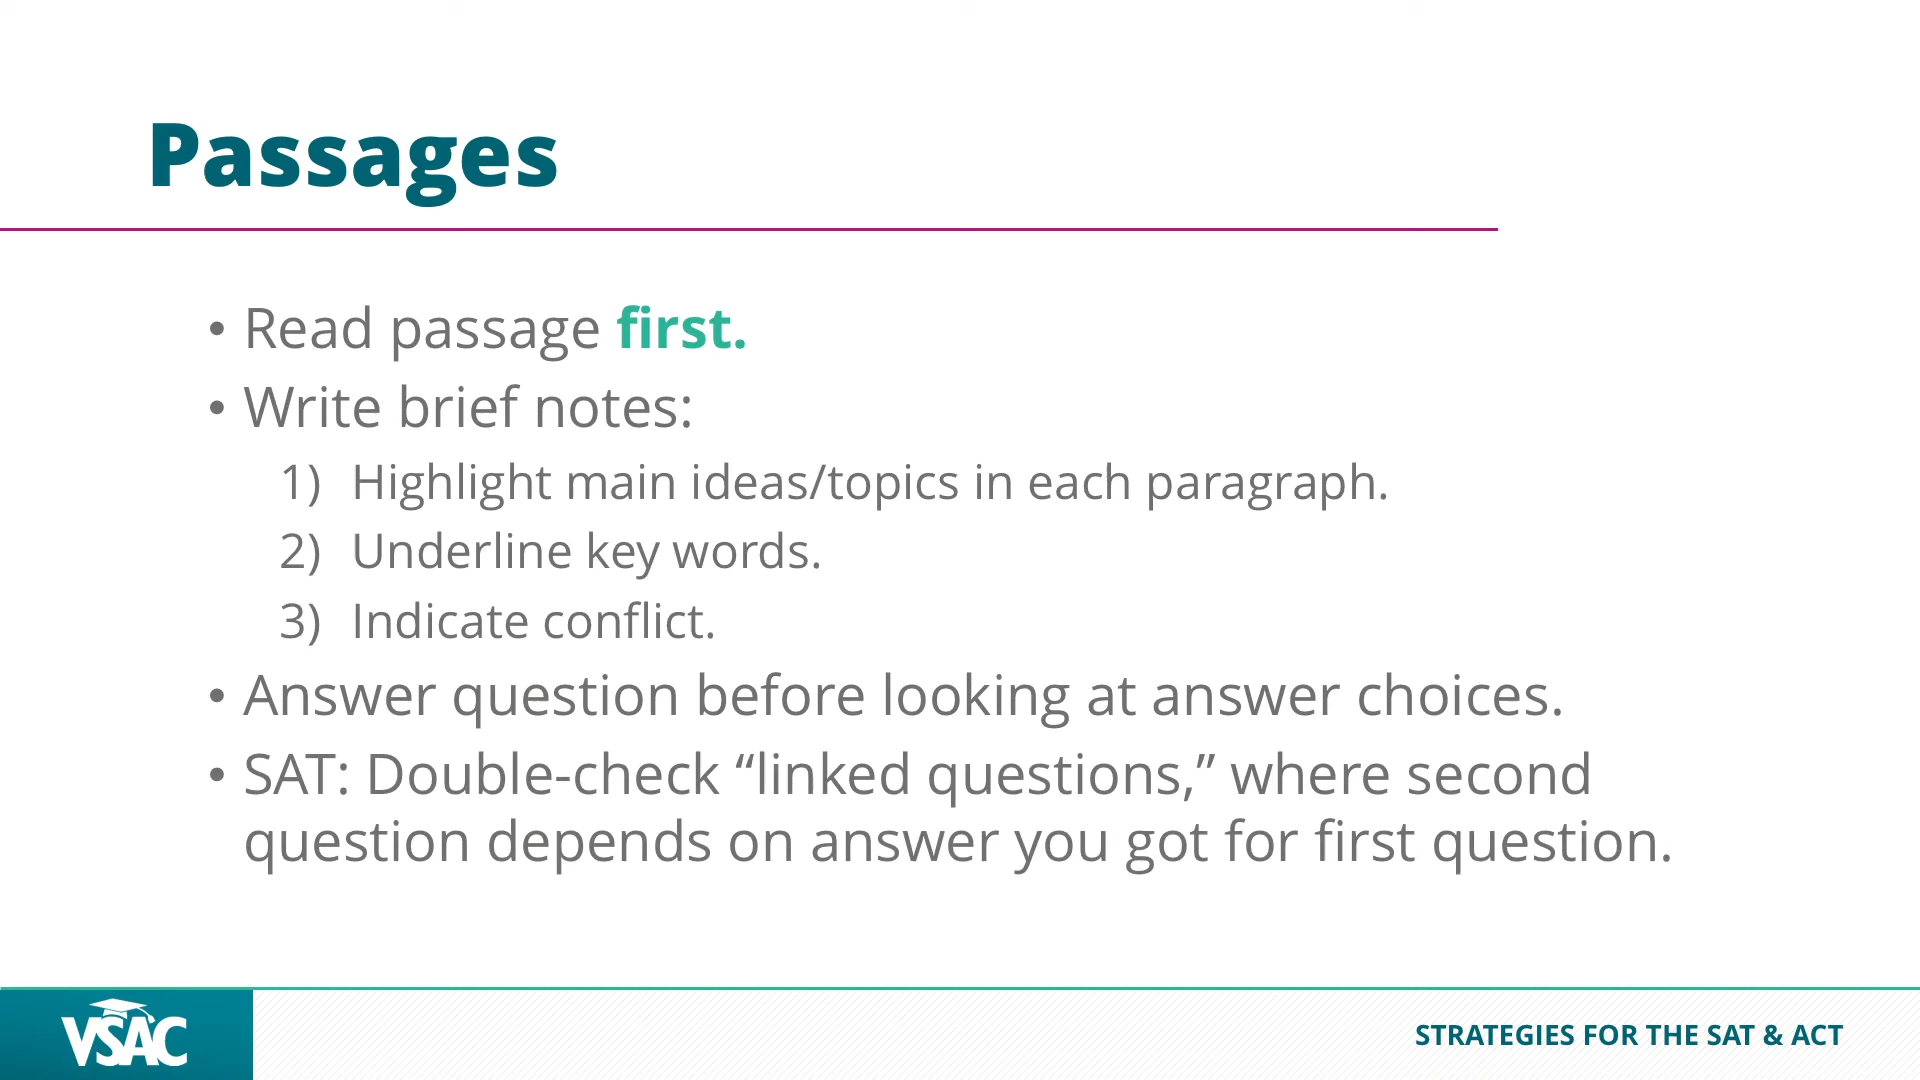 Passages
• Read passage first.
• Write brief notes:
1) Highlight main ideas/topics in each paragraph.
2) Underline key words.
3) Indicate conflict.
• Answer question before looking at answer choices.
• SAT: Double-check “linked questions,” where second
question depends on answer you got for first question.
VSAC
STRATEGIES FOR THE SAT & ACT